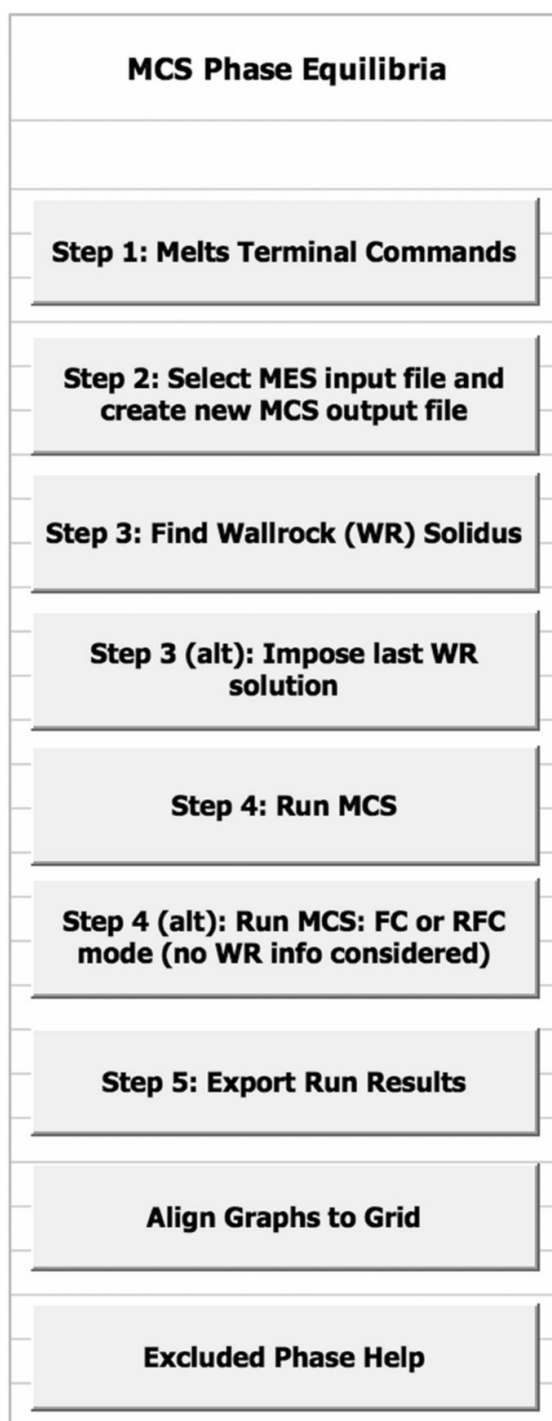 MCS Phase Equilibria
Step 1: Melts Terminal Commands
Step 2: Select MES input file and
create new MCS output file
Step 3: Find Wallrock (WR) Solidus
Step 3 (alt): Impose last WR
solution
Step 4: Run MCS
Step 4 (alt): Run MCS: FC or RFC
mode (no WR info considered)
Step 5: Export Run Results
Align Graphs to Grid
Excluded Phase Help